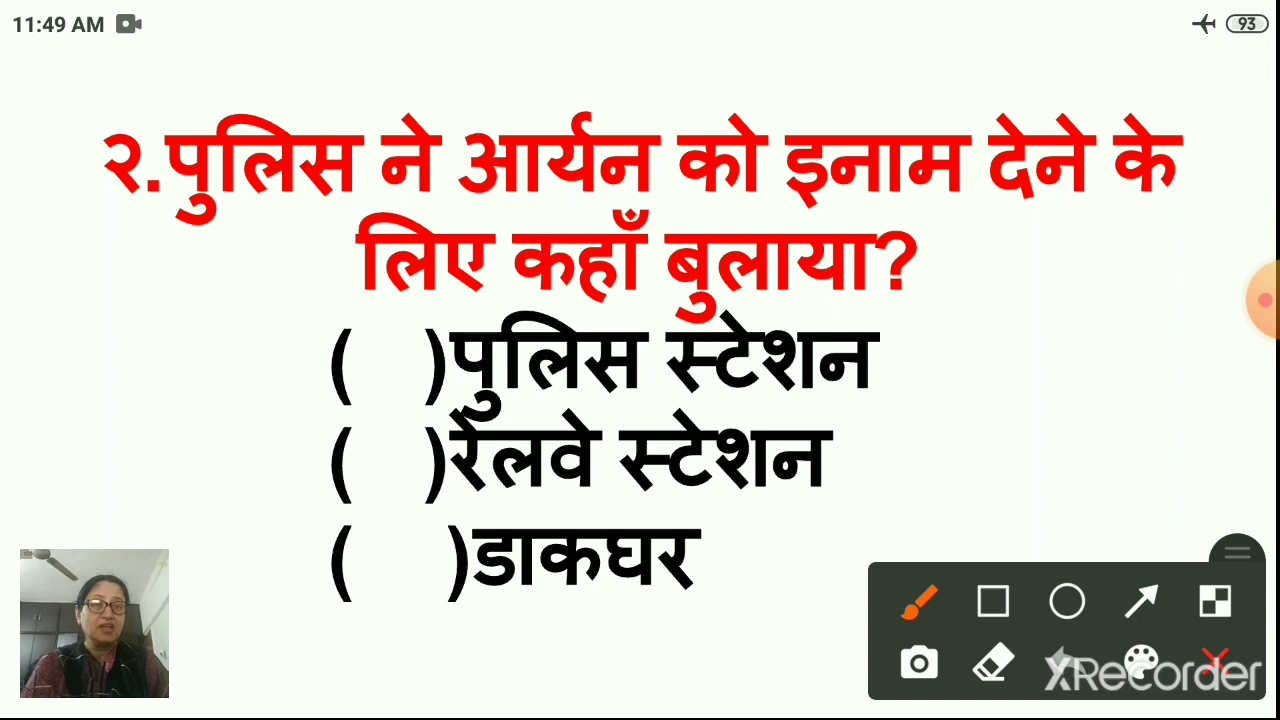 11:49 AM
93
२.पुलिस ने आर्यन को इनाम देने के
लिए कहाँ बुलाया?
( )पुलिस स्टेशन
( )रेलवे स्टेशन
( )डाकघर
XRecorder